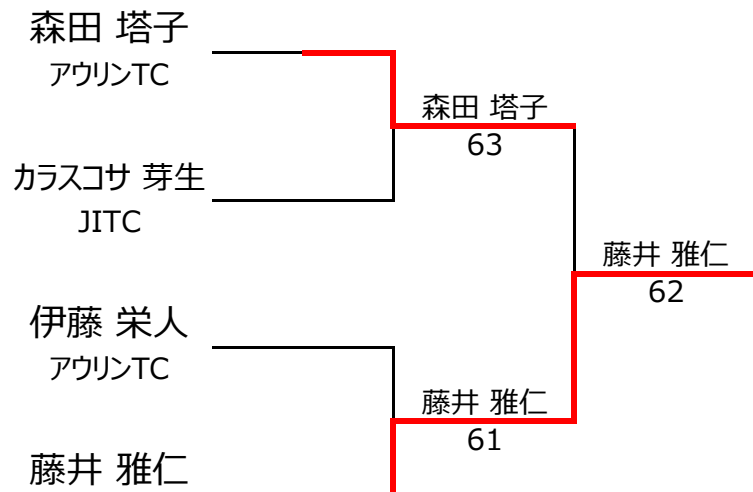 森田 塔子
アウリンTC
森田 塔子
63
カラスコサ 芽生
JITC
藤井 雅仁
62
伊藤 栄人
アウリンTC
藤井 雅仁
61
藤井 雅仁